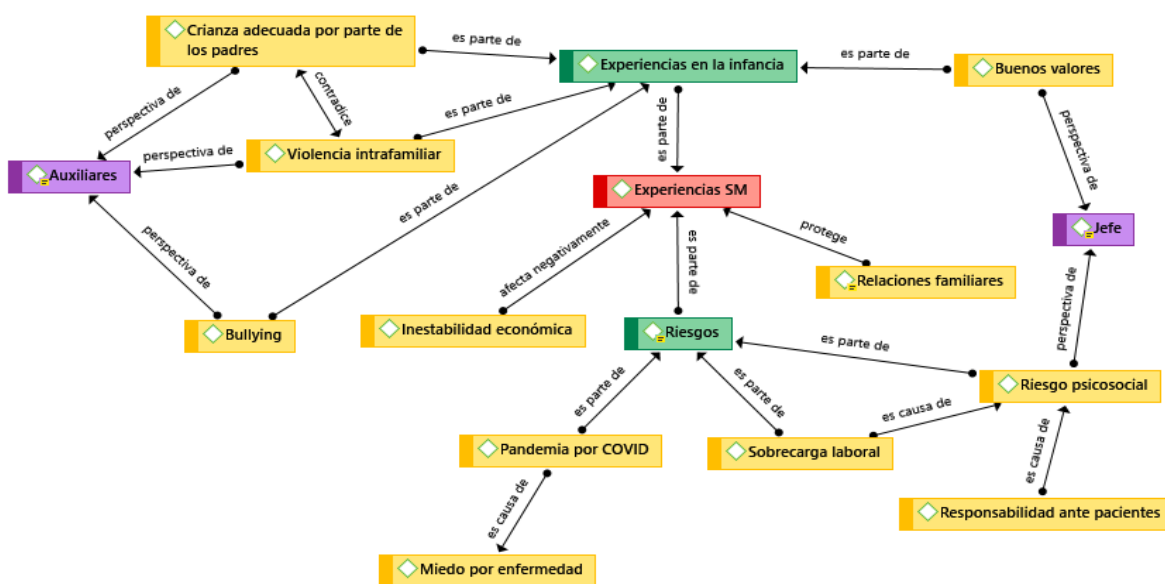 Crianza adecuada por parte de
los padres
es parte de
Experiencias en la infancia
es parte de
Buenos valores
contradice
perspectiva de
es parte de
es parte de
perspectiva de
Violencia intrafamiliar
perspectiva de
Auxiliares
es parte de
Experiencias SM
perspectiva de
afecta negativamente
es parte de
protege
Jefe
Relaciones familiares
Bullying
Inestabilidad económica
Riesgos
es parte de
perspectiva de
es parte de
es parte de
es causa de
Riesgo psicosocial
Pandemia por COVID
Sobrecarga laboral
es causa de
es causa de
Responsabilidad ante pacientes
Miedo por enfermedad